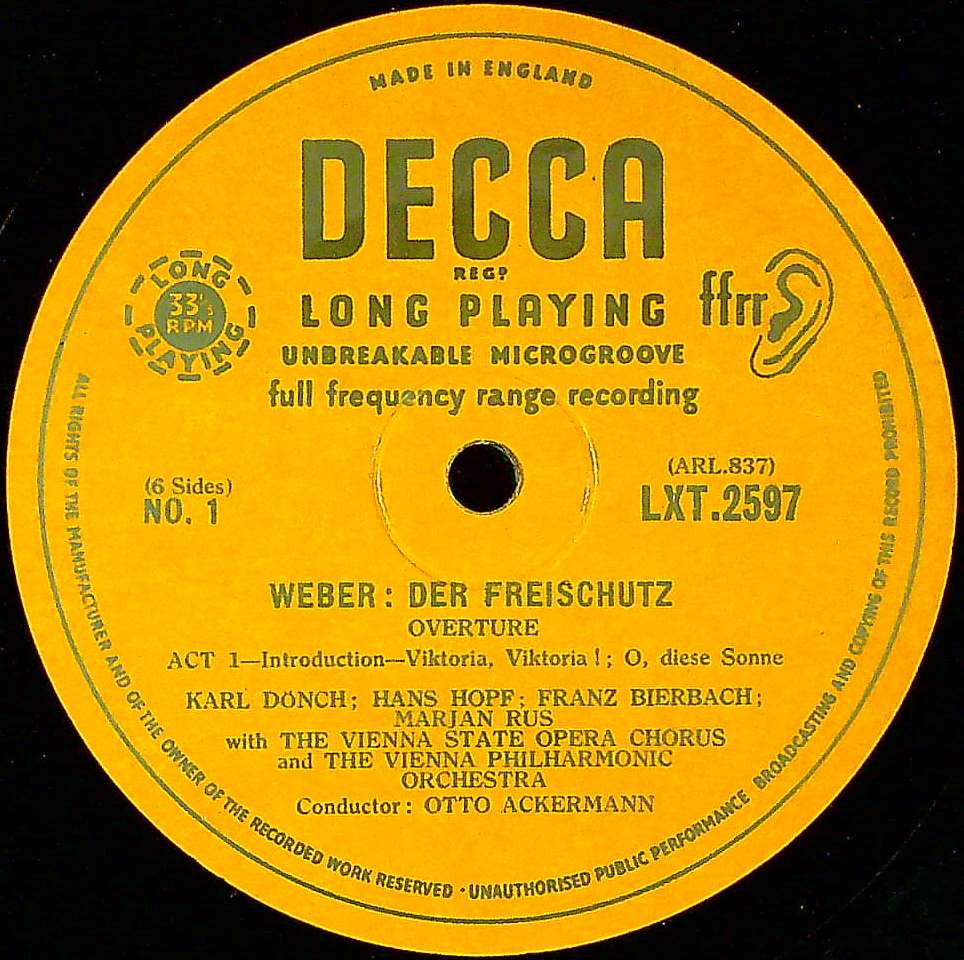 MADE IN ENGLAND
DECCA
REGD
LONG PLAYING
UNBREAKABLE MICROGROOVE
full frequency range recording
LONG
33⅓
RPM
PLAYING
ffrr
(6 Sides)
NO. 1
(ARL.837)
LXT.2597
WEBER : DER FREISCHUTZ
OVERTURE
ACT 1—Introduction—Viktoria, Viktoria ! ; O, diese Sonne
KARL DÖNCH ; HANS HOPF ; FRANZ BIERBACH ;
MARJAN RUS
with THE VIENNA STATE OPERA CHORUS
and THE VIENNA PHILHARMONIC
ORCHESTRA
Conductor : OTTO ACKERMANN
ALL RIGHTS OF THE MANUFACTURER AND OF THE OWNER OF THE RECORDED WORK RESERVED · UNAUTHORISED PUBLIC PERFORMANCE BROADCASTING AND COPYING OF THIS RECORD PROHIBITED